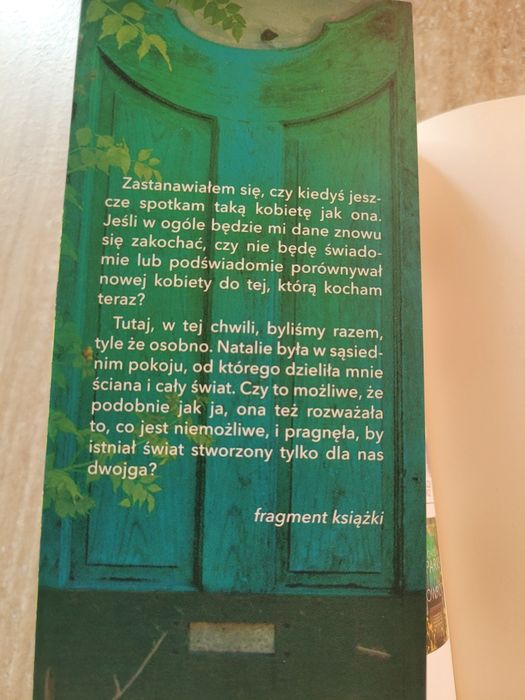 Zastanawiałem się, czy kiedyś jesz-
cze spotkam taką kobietę jak ona.
Jeśli w ogóle będzie mi dane znowu
się zakochać, czy nie będę świado-
mie lub podświadomie porównywał
nowej kobiety do tej, którą kocham
teraz?
Tutaj, w tej chwili, byliśmy razem,
tyle że osobno. Natalie była w sąsied-
nim pokoju, od którego dzieliła mnie
ściana i cały świat. Czy to możliwe, że
podobnie jak ja, ona też rozważała
to, co jest niemożliwe, i pragnęła, by
istniał świat stworzony tylko dla nas
dwojga?
fragment książki